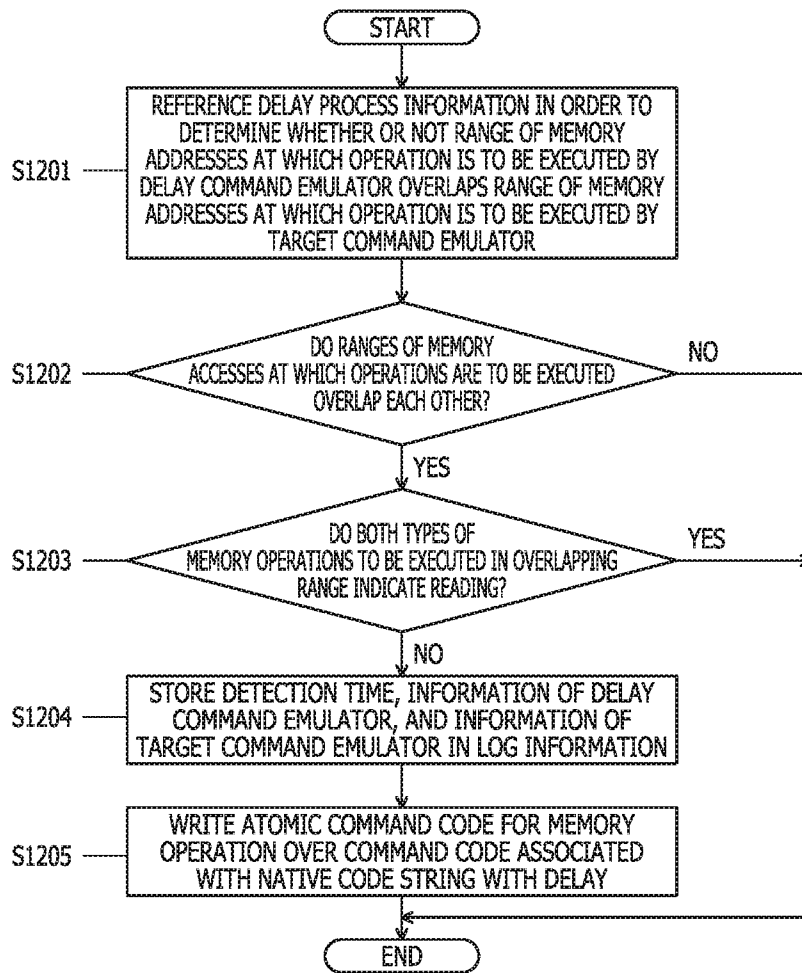 START
REFERENCE DELAY PROCESS INFORMATION IN ORDER TO
DETERMINE WHETHER OR NOT RANGE OF MEMORY
ADDRESSES AT WHICH OPERATION IS TO BE EXECUTED BY
DELAY COMMAND EMULATOR OVERLAPS RANGE OF MEMORY
ADDRESSES AT WHICH OPERATION IS TO BE EXECUTED BY
TARGET COMMAND EMULATOR
S1201
DO RANGES OF MEMORY
ACCESSES AT WHICH OPERATIONS ARE TO BE EXECUTED
OVERLAP EACH OTHER?
S1202
NO
YES
DO BOTH TYPES OF
MEMORY OPERATIONS TO BE EXECUTED IN OVERLAPPING
RANGE INDICATE READING?
S1203
YES
NO
STORE DETECTION TIME, INFORMATION OF DELAY
COMMAND EMULATOR, AND INFORMATION OF
TARGET COMMAND EMULATOR IN LOG INFORMATION
S1204
WRITE ATOMIC COMMAND CODE FOR MEMORY
OPERATION OVER COMMAND CODE ASSOCIATED
WITH NATIVE CODE STRING WITH DELAY
S1205
END